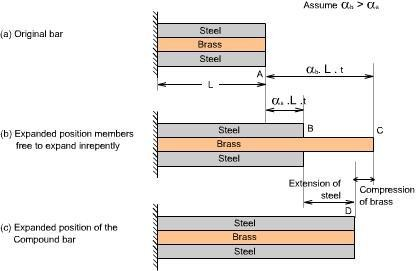 Assume αb > αa
(a) Original bar
Steel
Brass
Steel
A
αb. L . t
L
αs .L .t
(b) Expanded position members
free to expand inrepently
Steel
B
C
Brass
Steel
Extension of
steel
Compression
of brass
D
(c) Expanded position of the
Compound bar
Steel
Brass
Steel